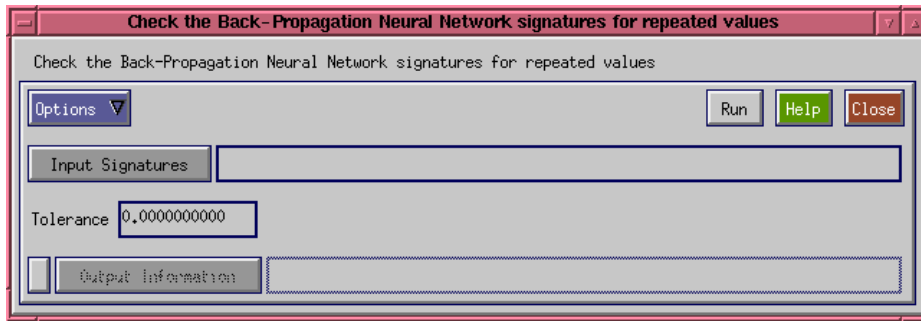 Check the Back-Propagation Neural Network signatures for repeated values
Check the Back-Propagation Neural Network signatures for repeated values
Options Run Help Close
Input Signatures
Tolerance 0.0000000000
Output Information